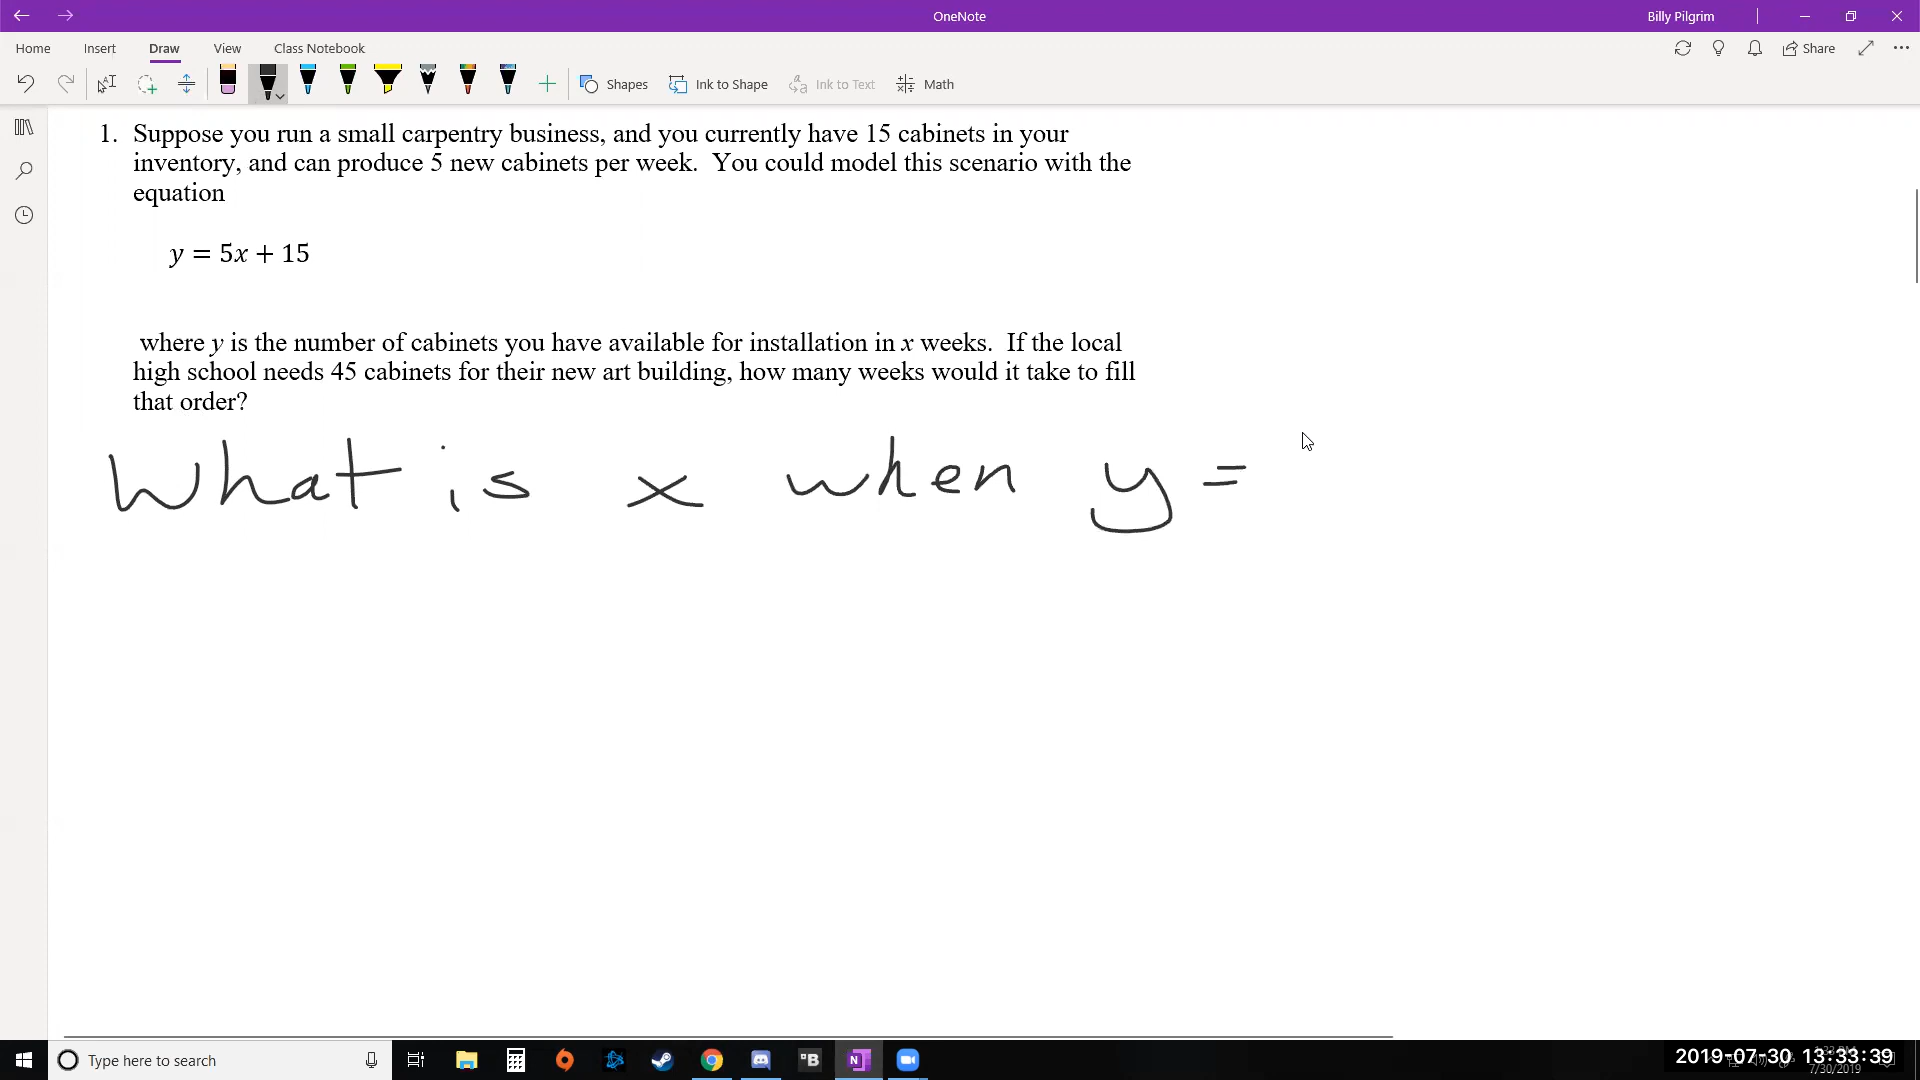 OneNote
Billy Pilgrim
Home Insert Draw View Class Notebook
Share
Shapes Ink to Shape Ink to Text Math
1. Suppose you run a small carpentry business, and you currently have 15 cabinets in your
inventory, and can produce 5 new cabinets per week. You could model this scenario with the
equation
y = 5x + 15
where y is the number of cabinets you have available for installation in x weeks. If the local
high school needs 45 cabinets for their new art building, how many weeks would it take to fill
that order?
What is x when y =
Type here to search
2019-07-30 13:33:39
7/30/2019